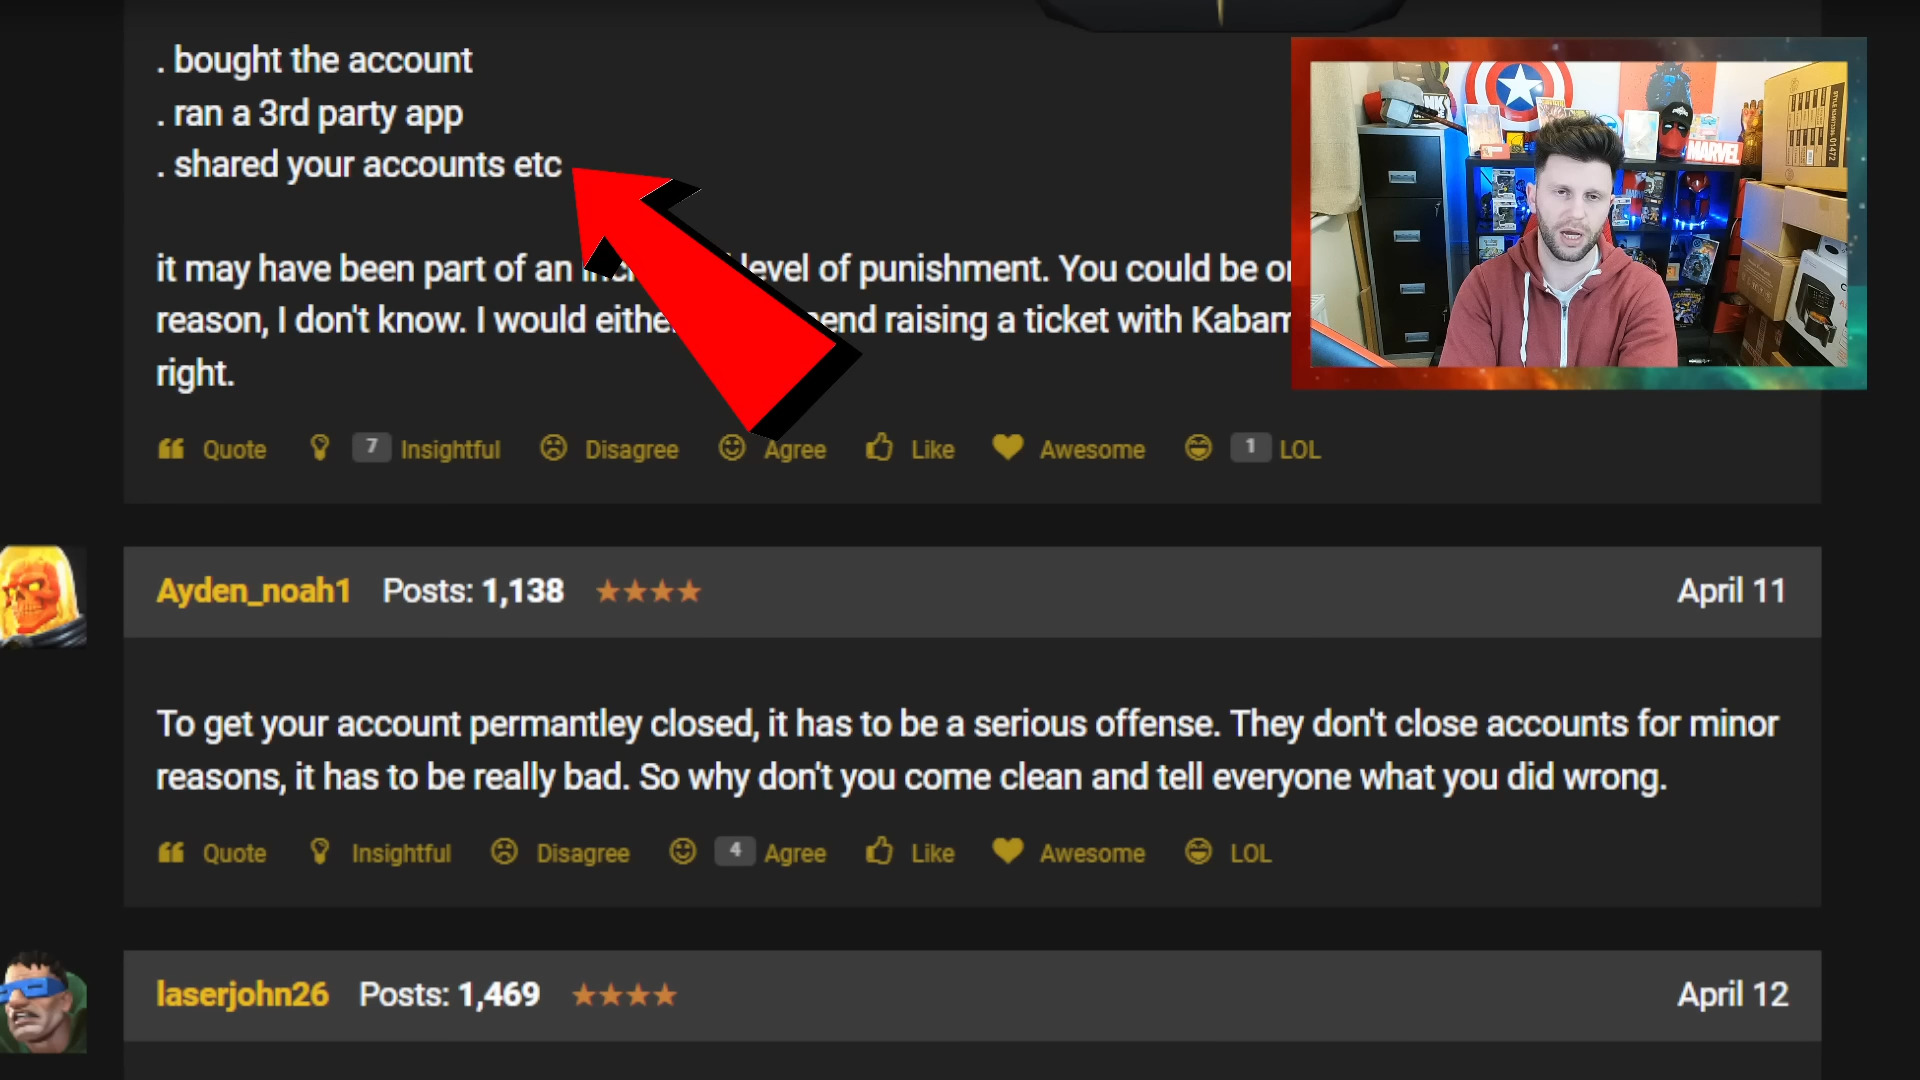 . bought the account
. ran a 3rd party app
. shared your accounts etc
it may have been part of an level of punishment. You could be
reason, I don't know. I would raising a ticket with Kabam
right.
Quote 7 Insightful Disagree Agree Like Awesome 1 LOL
Ayden_noah1 Posts: 1,138 April 11
To get your account permantley closed, it has to be a serious offense. They don't close accounts for minor
reasons, it has to be really bad. So why don't you come clean and tell everyone what you did wrong.
Quote Insightful Disagree 4 Agree Like Awesome LOL
laserjohn26 Posts: 1,469 April 12
MARVEL
01472